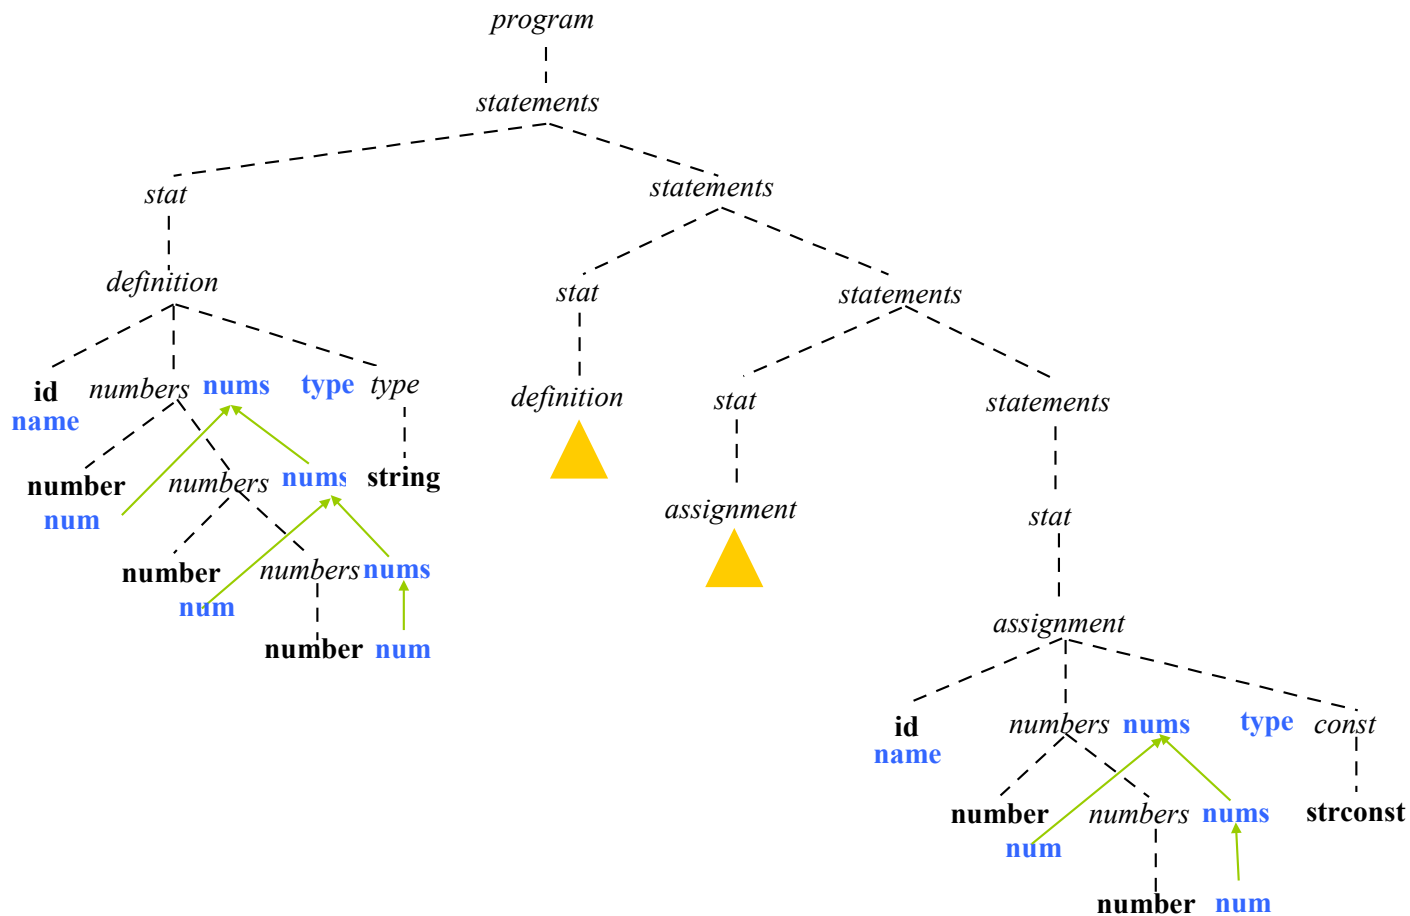 program
statements
stat statements
definition stat statements
id numbers nums type type definition stat statements
name
number numbers nums string assignment stat
num
number numbers nums
num assignment
number num
id numbers nums type const
name
number numbers nums strconst
num
number num